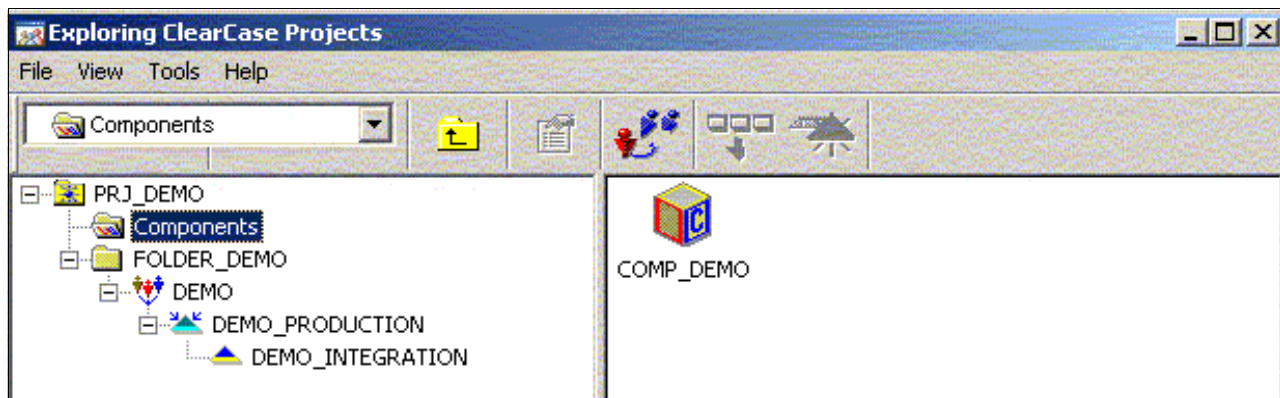 Exploring ClearCase Projects
File View Tools Help
Components
PRJ_DEMO
Components
FOLDER_DEMO
DEMO
DEMO_PRODUCTION
DEMO_INTEGRATION
COMP_DEMO